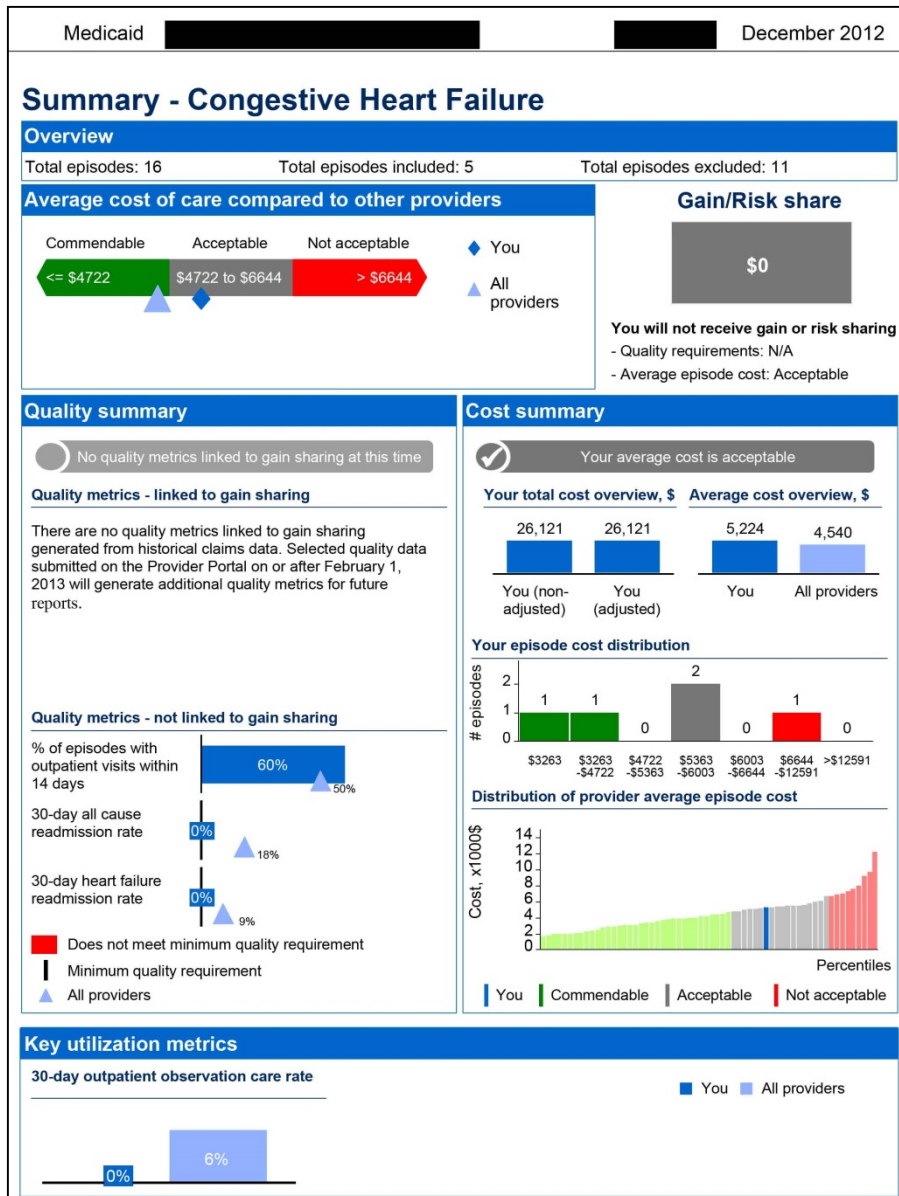 Medicaid
December 2012
Summary - Congestive Heart Failure
Overview
Total episodes: 16
Total episodes included: 5
Total episodes excluded: 11
Average cost of care compared to other providers
Commendable
Acceptable
Not acceptable
<= $4722
$4722 to $6644
> $6644
You
All
providers
Gain/Risk share
$0
You will not receive gain or risk sharing
- Quality requirements: N/A
- Average episode cost: Acceptable
Quality summary
No quality metrics linked to gain sharing at this time
Quality metrics - linked to gain sharing
There are no quality metrics linked to gain sharing
generated from historical claims data. Selected quality data
submitted on the Provider Portal on or after February 1,
2013 will generate additional quality metrics for future
reports.
Quality metrics - not linked to gain sharing
% of episodes with
outpatient visits within
14 days
60%
50%
30-day all cause
readmission rate
0%
18%
30-day heart failure
readmission rate
0%
9%
Does not meet minimum quality requirement
Minimum quality requirement
All providers
Cost summary
Your average cost is acceptable
Your total cost overview, $
26,121
26,121
You (non-
adjusted)
You
(adjusted)
Average cost overview, $
5,224
4,540
You
All providers
Your episode cost distribution
# episodes
2
1
0
1
1
0
2
0
1
0
$3263
$3263
-$4722
$4722
-$5363
$5363
-$6003
$6003
-$6644
$6644
-$12591
>$12591
Distribution of provider average episode cost
Cost, x1000$
14
12
10
8
6
4
2
0
Percentiles
You
Commendable
Acceptable
Not acceptable
Key utilization metrics
30-day outpatient observation care rate
You
All providers
0%
6%